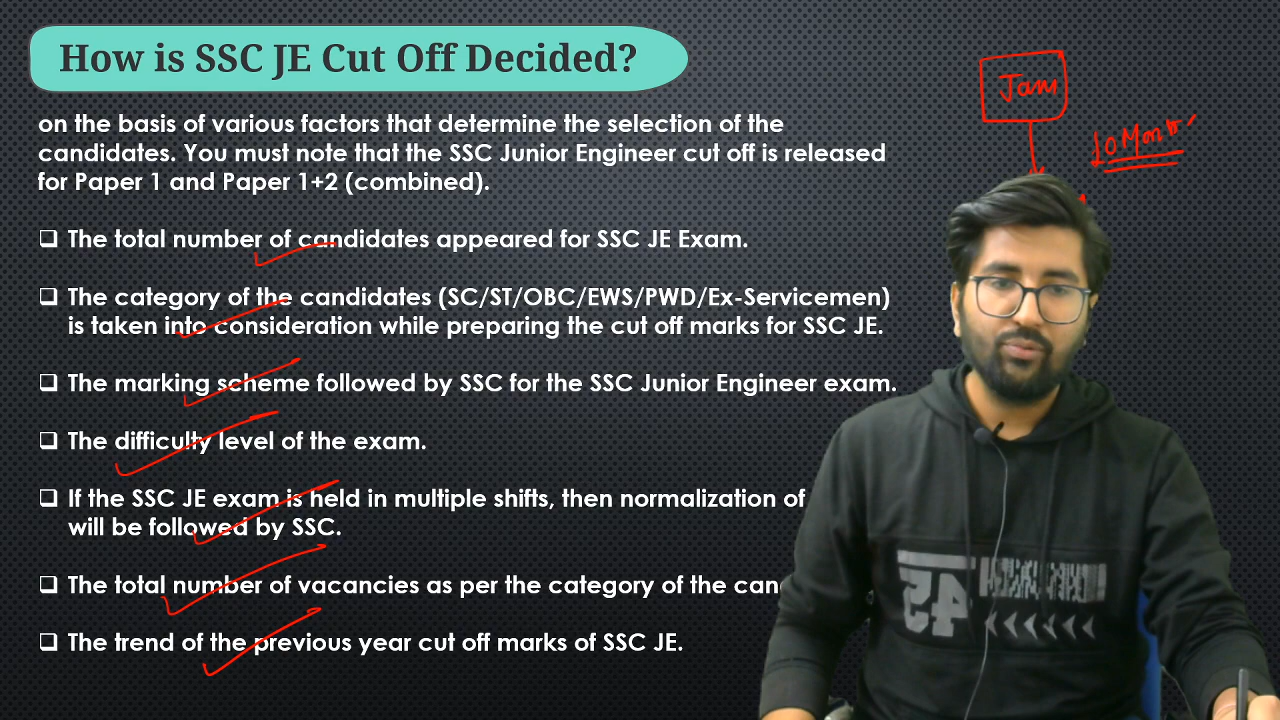 How is SSC JE Cut Off Decided?
on the basis of various factors that determine the selection of the
candidates. You must note that the SSC Junior Engineer cut off is released
for Paper 1 and Paper 1+2 (combined).
❑ The total number of candidates appeared for SSC JE Exam.
❑ The category of the candidates (SC/ST/OBC/EWS/PWD/Ex-Servicemen)
is taken into consideration while preparing the cut off marks for SSC JE.
❑ The marking scheme followed by SSC for the SSC Junior Engineer exam.
❑ The difficulty level of the exam.
❑ If the SSC JE exam is held in multiple shifts, then normalization of
will be followed by SSC.
❑ The total number of vacancies as per the category of the can
❑ The trend of the previous year cut off marks of SSC JE.
Jan
10 Month
45